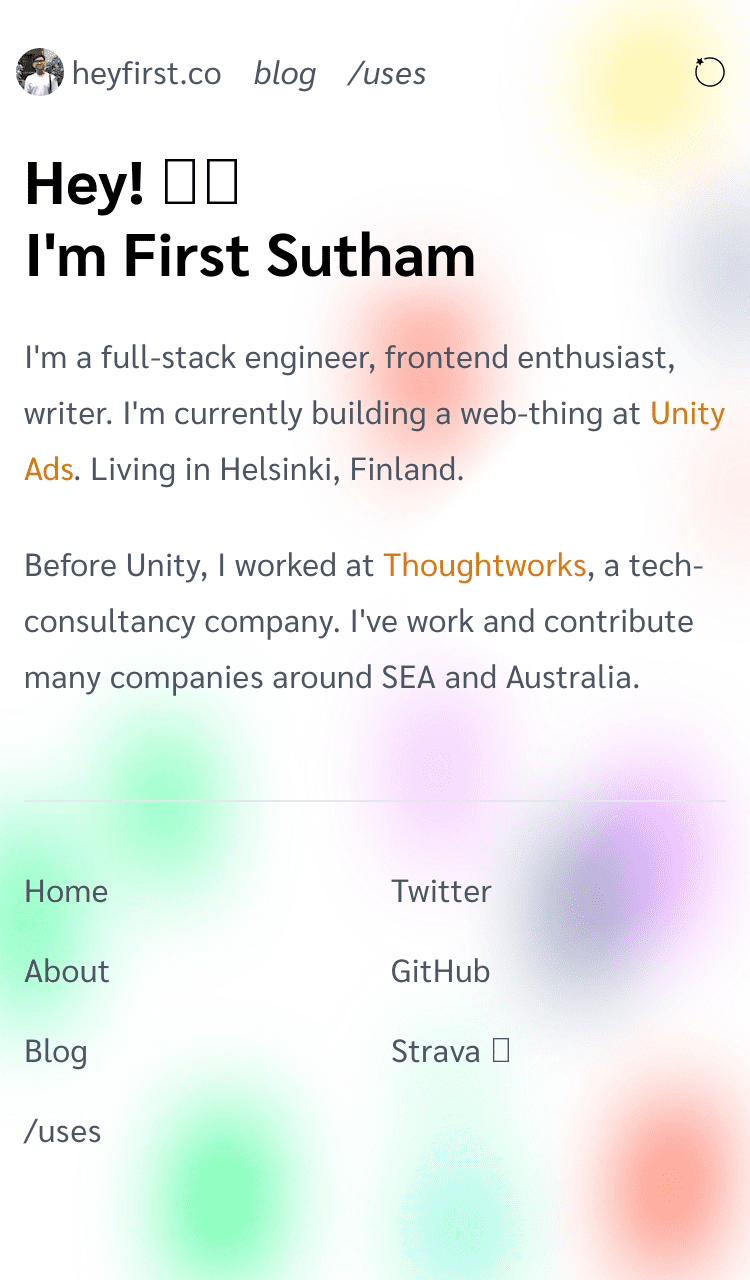 heyfirst.co blog /uses
Hey!
I'm First Sutham
I'm a full-stack engineer, frontend enthusiast,
writer. I'm currently building a web-thing at Unity
Ads. Living in Helsinki, Finland.
Before Unity, I worked at Thoughtworks, a tech-
consultancy company. I've work and contribute
many companies around SEA and Australia.
Home
About
Blog
/uses
Twitter
GitHub
Strava